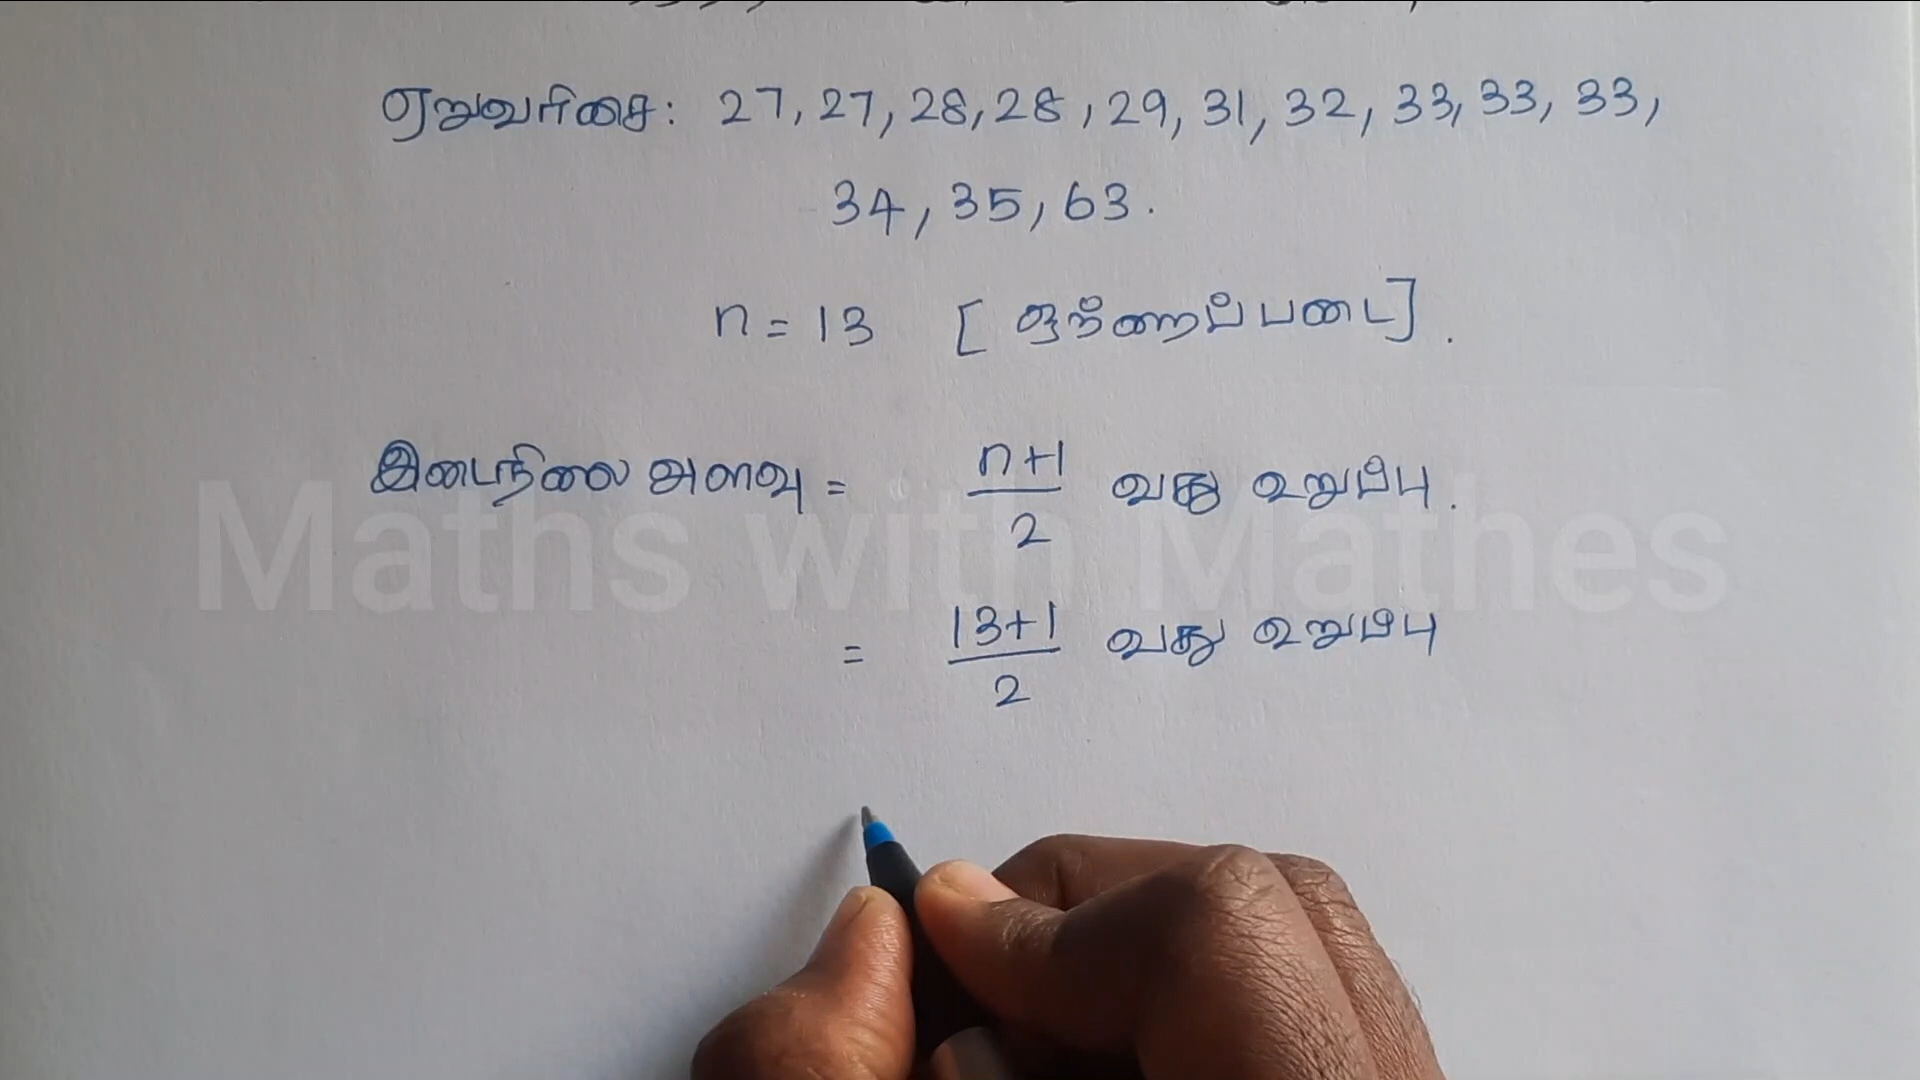 ஏறுவரிசை: 27, 27, 28, 28, 29, 31, 32, 33, 33, 33,
34, 35, 63.
n = 13 [ ஒற்றைப்படை].
இடைநிலை அளவு = n+1/2 வது உறுப்பு.
= 13+1/2 வது உறுப்பு
Maths with Mathes